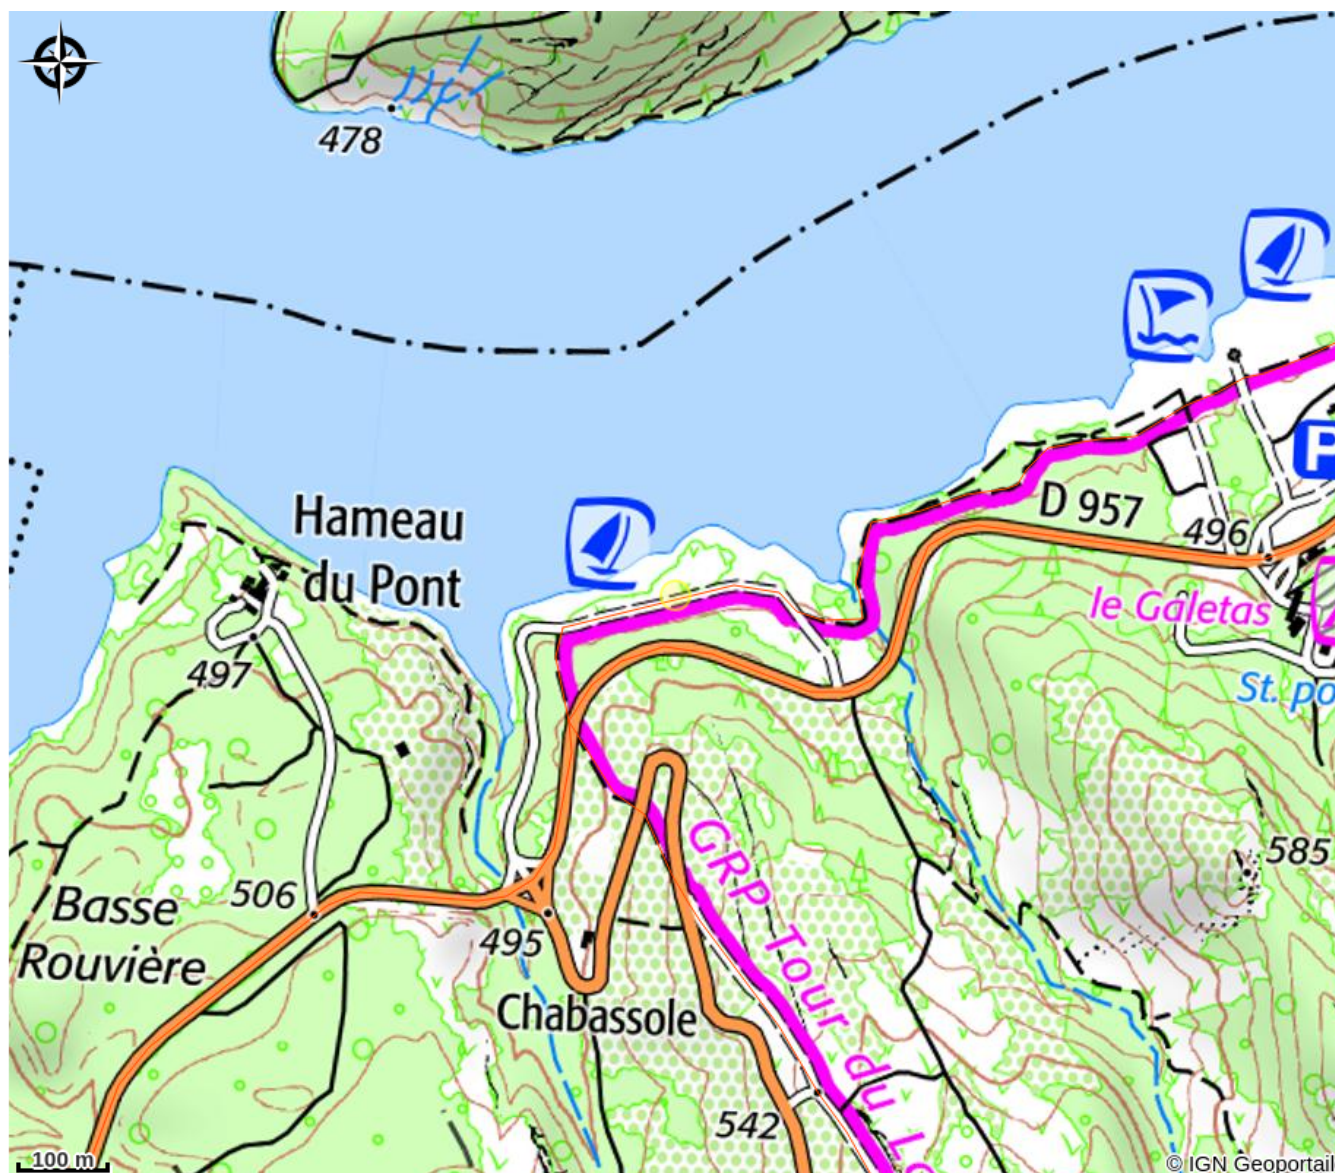 478
Hameau
du Pont
D 957
P
496
le Galetas
497
St. po
585
506
Basse
Rouvière
495
Chabassole
GRP Tour du L
542
100 m
© IGN Geoportail